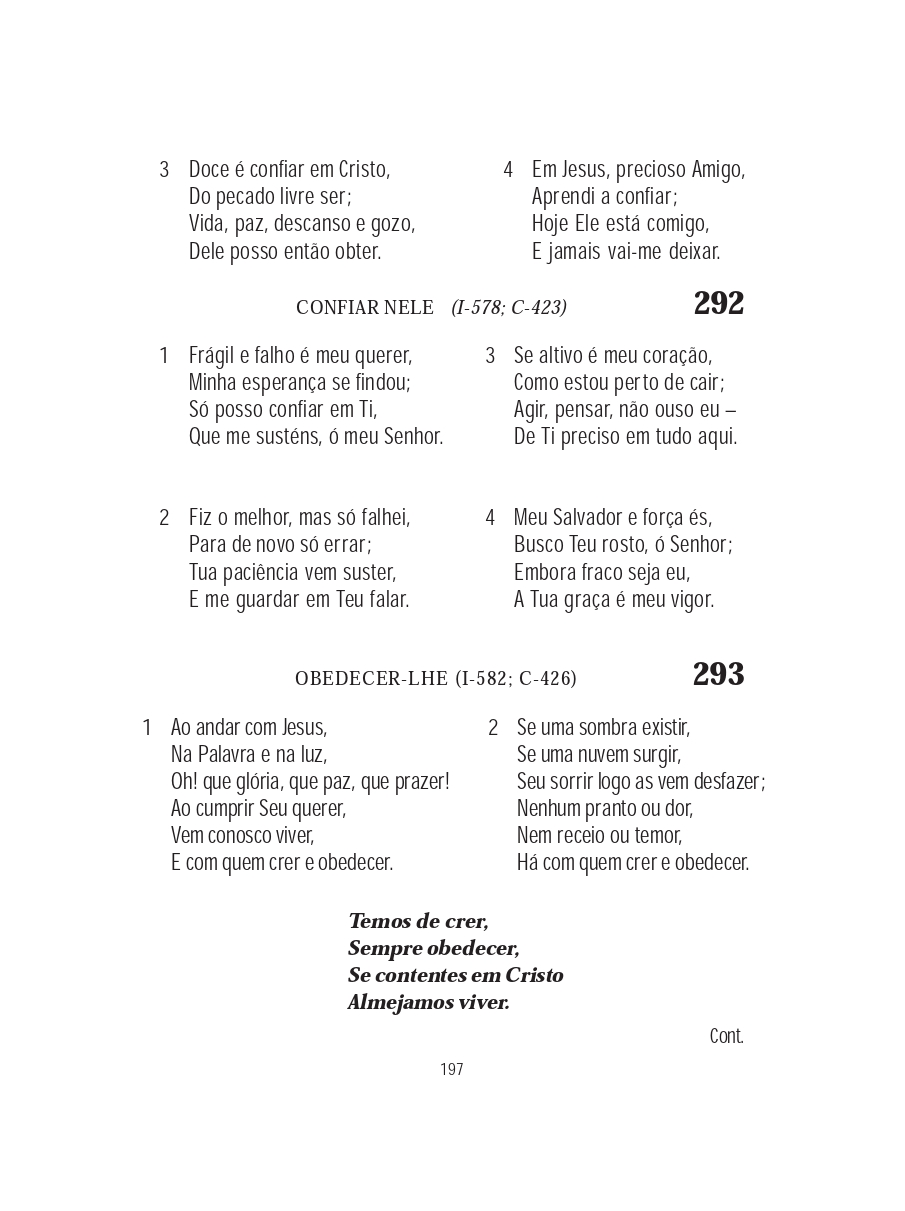 3 Doce é confiar em Cristo,
Do pecado livre ser;
Vida, paz, descanso e gozo,
Dele posso então obter.
4 Em Jesus, precioso Amigo,
Aprendi a confiar;
Hoje Ele está comigo,
E jamais vai-me deixar.
CONFIAR NELE (I-578; C-423) 292
1 Frágil e falho é meu querer,
Minha esperança se findou;
Só posso confiar em Ti,
Que me susténs, ó meu Senhor.
2 Fiz o melhor, mas só falhei,
Para de novo só errar;
Tua paciência vem suster,
E me guardar em Teu falar.
3 Se altivo é meu coração,
Como estou perto de cair;
Agir, pensar, não ouso eu –
De Ti preciso em tudo aqui.
4 Meu Salvador e força és,
Busco Teu rosto, ó Senhor;
Embora fraco seja eu,
A Tua graça é meu vigor.
OBEDECER-LHE (I-582; C-426) 293
1 Ao andar com Jesus,
Na Palavra e na luz,
Oh! que glória, que paz, que prazer!
Ao cumprir Seu querer,
Vem conosco viver,
E com quem crer e obedecer.
2 Se uma sombra existir,
Se uma nuvem surgir,
Seu sorrir logo as vem desfazer;
Nenhum pranto ou dor,
Nem receio ou temor,
Há com quem crer e obedecer.
Temos de crer,
Sempre obedecer,
Se contentes em Cristo
Almejamos viver.
Cont.
197